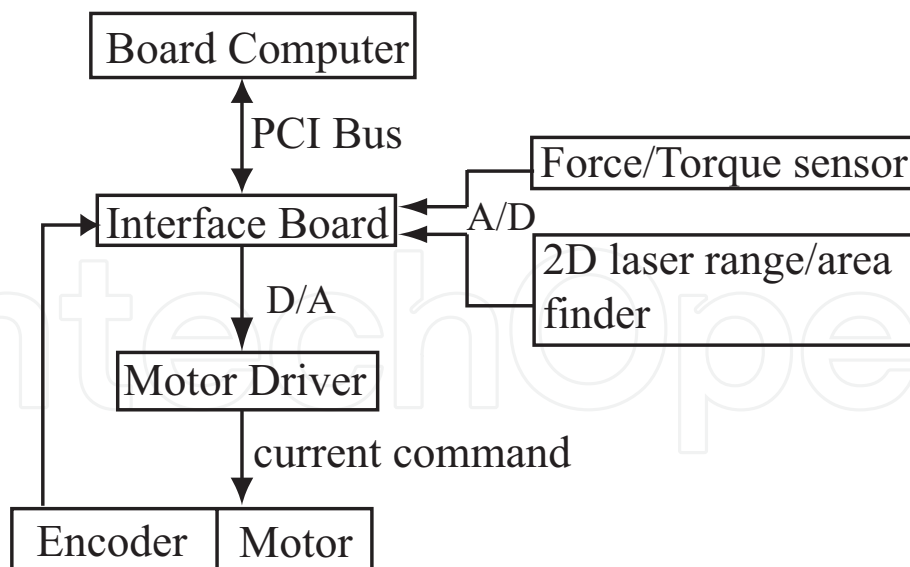 Board Computer
PCI Bus
Force/Torque sensor
Interface Board
A/D
2D laser range/area
finder
D/A
Motor Driver
current command
Encoder
Motor
ntechOpe